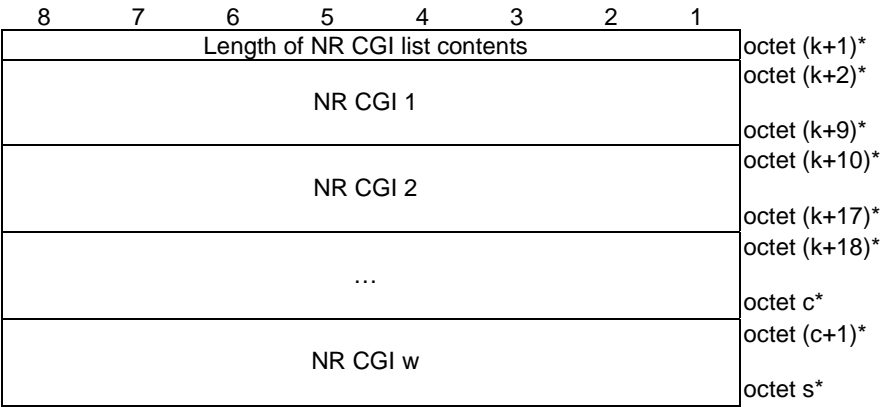 8 7 6 5 4 3 2 1
Length of NR CGI list contents octet (k+1)*
octet (k+2)*
NR CGI 1
octet (k+9)*
octet (k+10)*
NR CGI 2
octet (k+17)*
octet (k+18)*
…
octet c*
octet (c+1)*
NR CGI w
octet s*